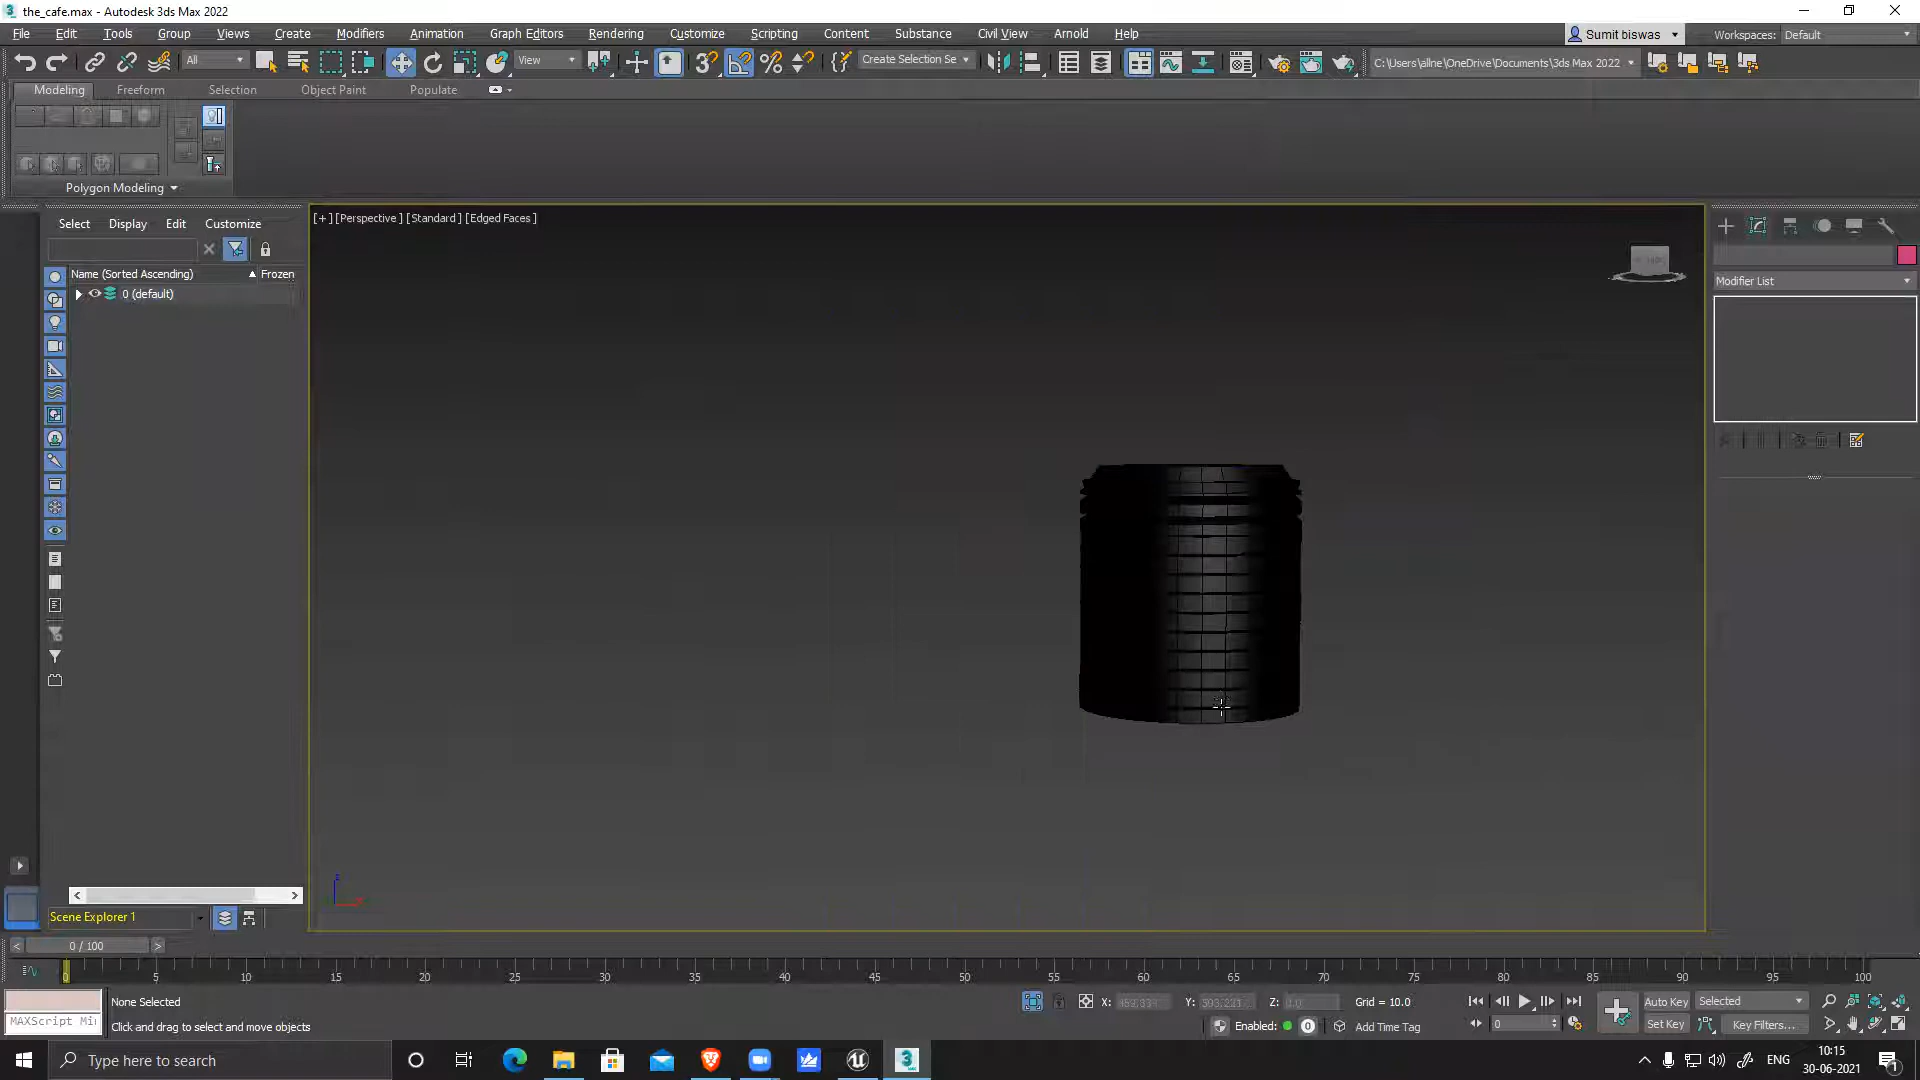 the_cafe.max - Autodesk 3ds Max 2022
File Edit Tools Group Views Create Modifiers Animation Graph Editors Rendering Customize Scripting Content Substance Civil View Arnold Help
Sumit biswas Workspaces: Default
All View Create Selection Se C:\Users\allne\OneDrive\Documents\3ds Max 2022
Modeling Freeform Selection Object Paint Populate
Polygon Modeling
Select Display Edit Customize
[+] [Perspective] [Standard] [Edged Faces]
Name (Sorted Ascending) Frozen
0 (default)
Modifier List
Scene Explorer 1
0 / 100
0 5 10 15 20 25 30 35 40 45 50 55 60 65 70 75 80 85 90 95 100
None Selected X: Y: Z: 0.0 Grid = 10.0 Auto Key Selected
MAXScript Mi
Click and drag to select and move objects Enabled: 0 Add Time Tag 0 Set Key Key Filters...
Type here to search
ENG 10:15
30-06-2021